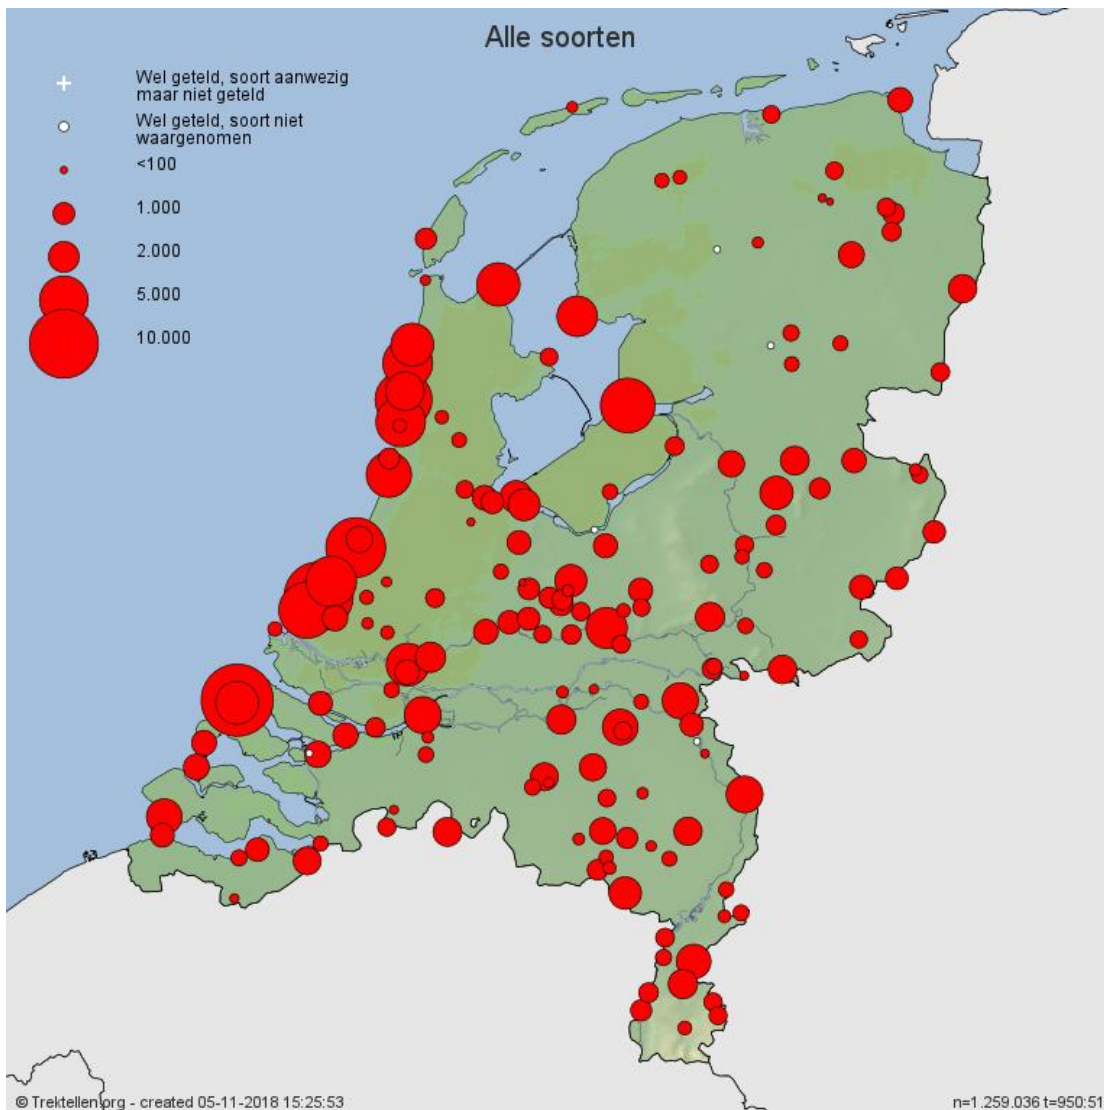 Alle soorten
Wel geteld, soort aanwezig
maar niet geteld
Wel geteld, soort niet
waargenomen
<100
1.000
2.000
5.000
10.000
© Trektellen.org - created 05-11-2018 15:25:53
n=1.259.036 t=950:51